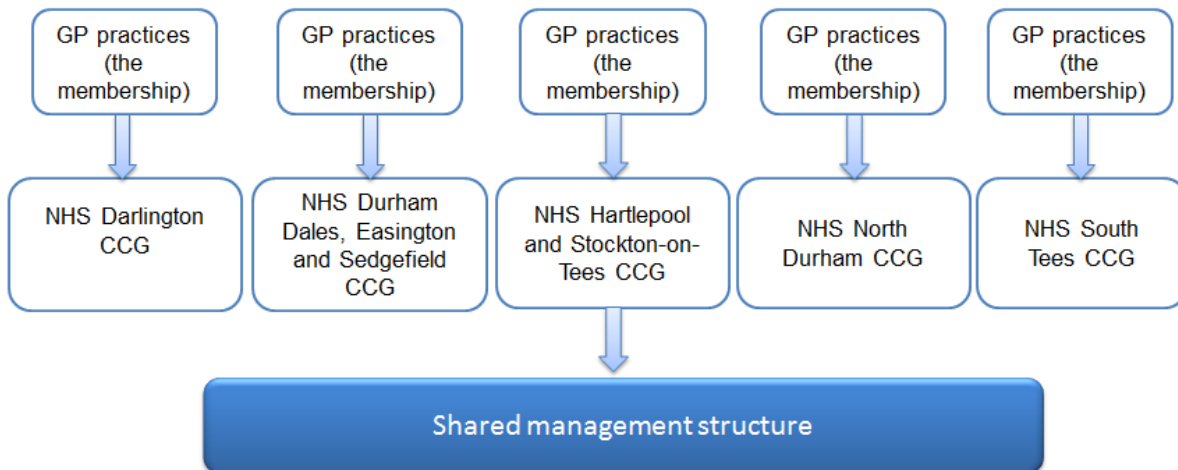 GP practices
(the
membership)
GP practices
(the
membership)
GP practices
(the
membership)
GP practices
(the
membership)
GP practices
(the
membership)
NHS Darlington
CCG
NHS Durham
Dales, Easington
and Sedgefield
CCG
NHS Hartlepool
and Stockton-on-
Tees CCG
NHS North
Durham CCG
NHS South
Tees CCG
Shared management structure